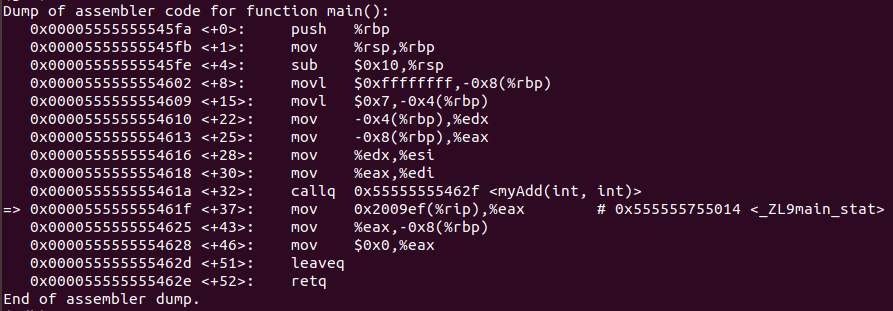 Dump of assembler code for function main():
   0x00005555555545fa <+0>:     push   %rbp
   0x00005555555545fb <+1>:     mov    %rsp,%rbp
   0x00005555555545fe <+4>:     sub    $0x10,%rsp
   0x0000555555554602 <+8>:     movl   $0xffffffff,-0x8(%rbp)
   0x0000555555554609 <+15>:    movl   $0x7,-0x4(%rbp)
   0x0000555555554610 <+22>:    mov    -0x4(%rbp),%edx
   0x0000555555554613 <+25>:    mov    -0x8(%rbp),%eax
   0x0000555555554616 <+28>:    mov    %edx,%esi
   0x0000555555554618 <+30>:    mov    %eax,%edi
   0x000055555555461a <+32>:    callq  0x55555555462f <myAdd(int, int)>
=> 0x000055555555461f <+37>:    mov    0x2009ef(%rip),%eax        # 0x555555755014 <_ZL9main_stat>
   0x0000555555554625 <+43>:    mov    %eax,-0x8(%rbp)
   0x0000555555554628 <+46>:    mov    $0x0,%eax
   0x000055555555462d <+51>:    leaveq
   0x000055555555462e <+52>:    retq
End of assembler dump.